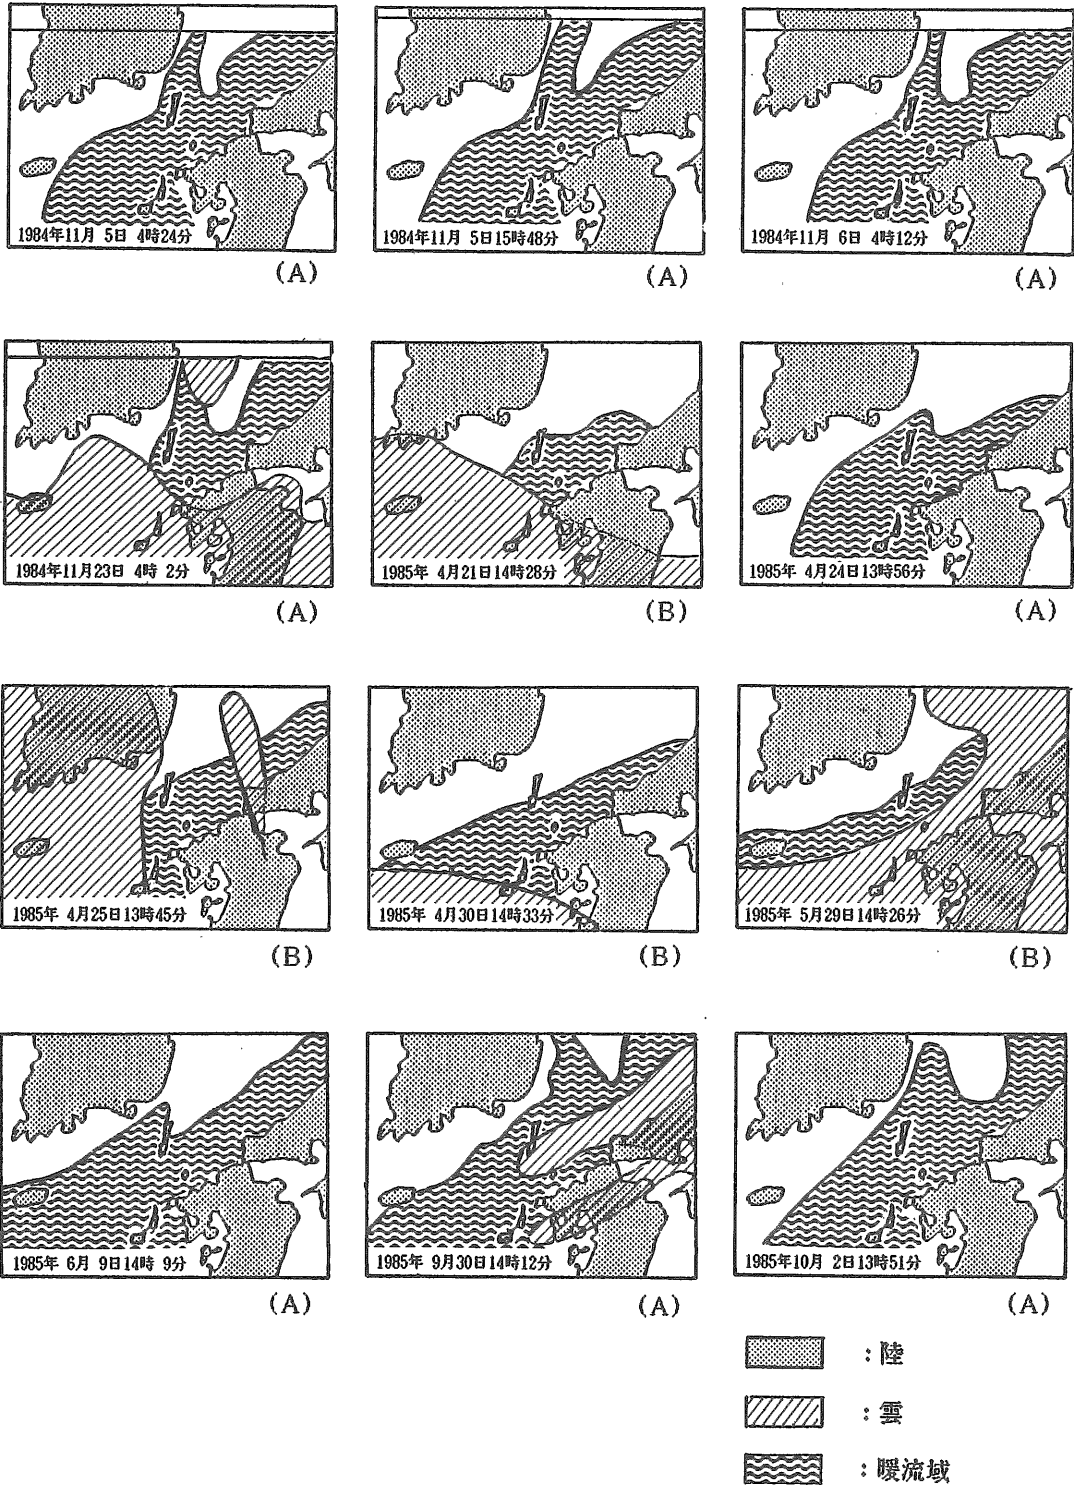 1984年11月 5日 4時24分
(A)
1984年11月 5日15時48分
(A)
1984年11月 6日 4時12分
(A)
1984年11月23日 4時 2分
(A)
1985年 4月21日14時28分
(B)
1985年 4月24日13時56分
(A)
1985年 4月25日13時45分
(B)
1985年 4月30日14時33分
(B)
1985年 5月29日14時26分
(B)
1985年 6月 9日14時 9分
(A)
1985年 9月30日14時12分
(A)
1985年10月 2日13時51分
(A)
：陸
：雲
：暖流域